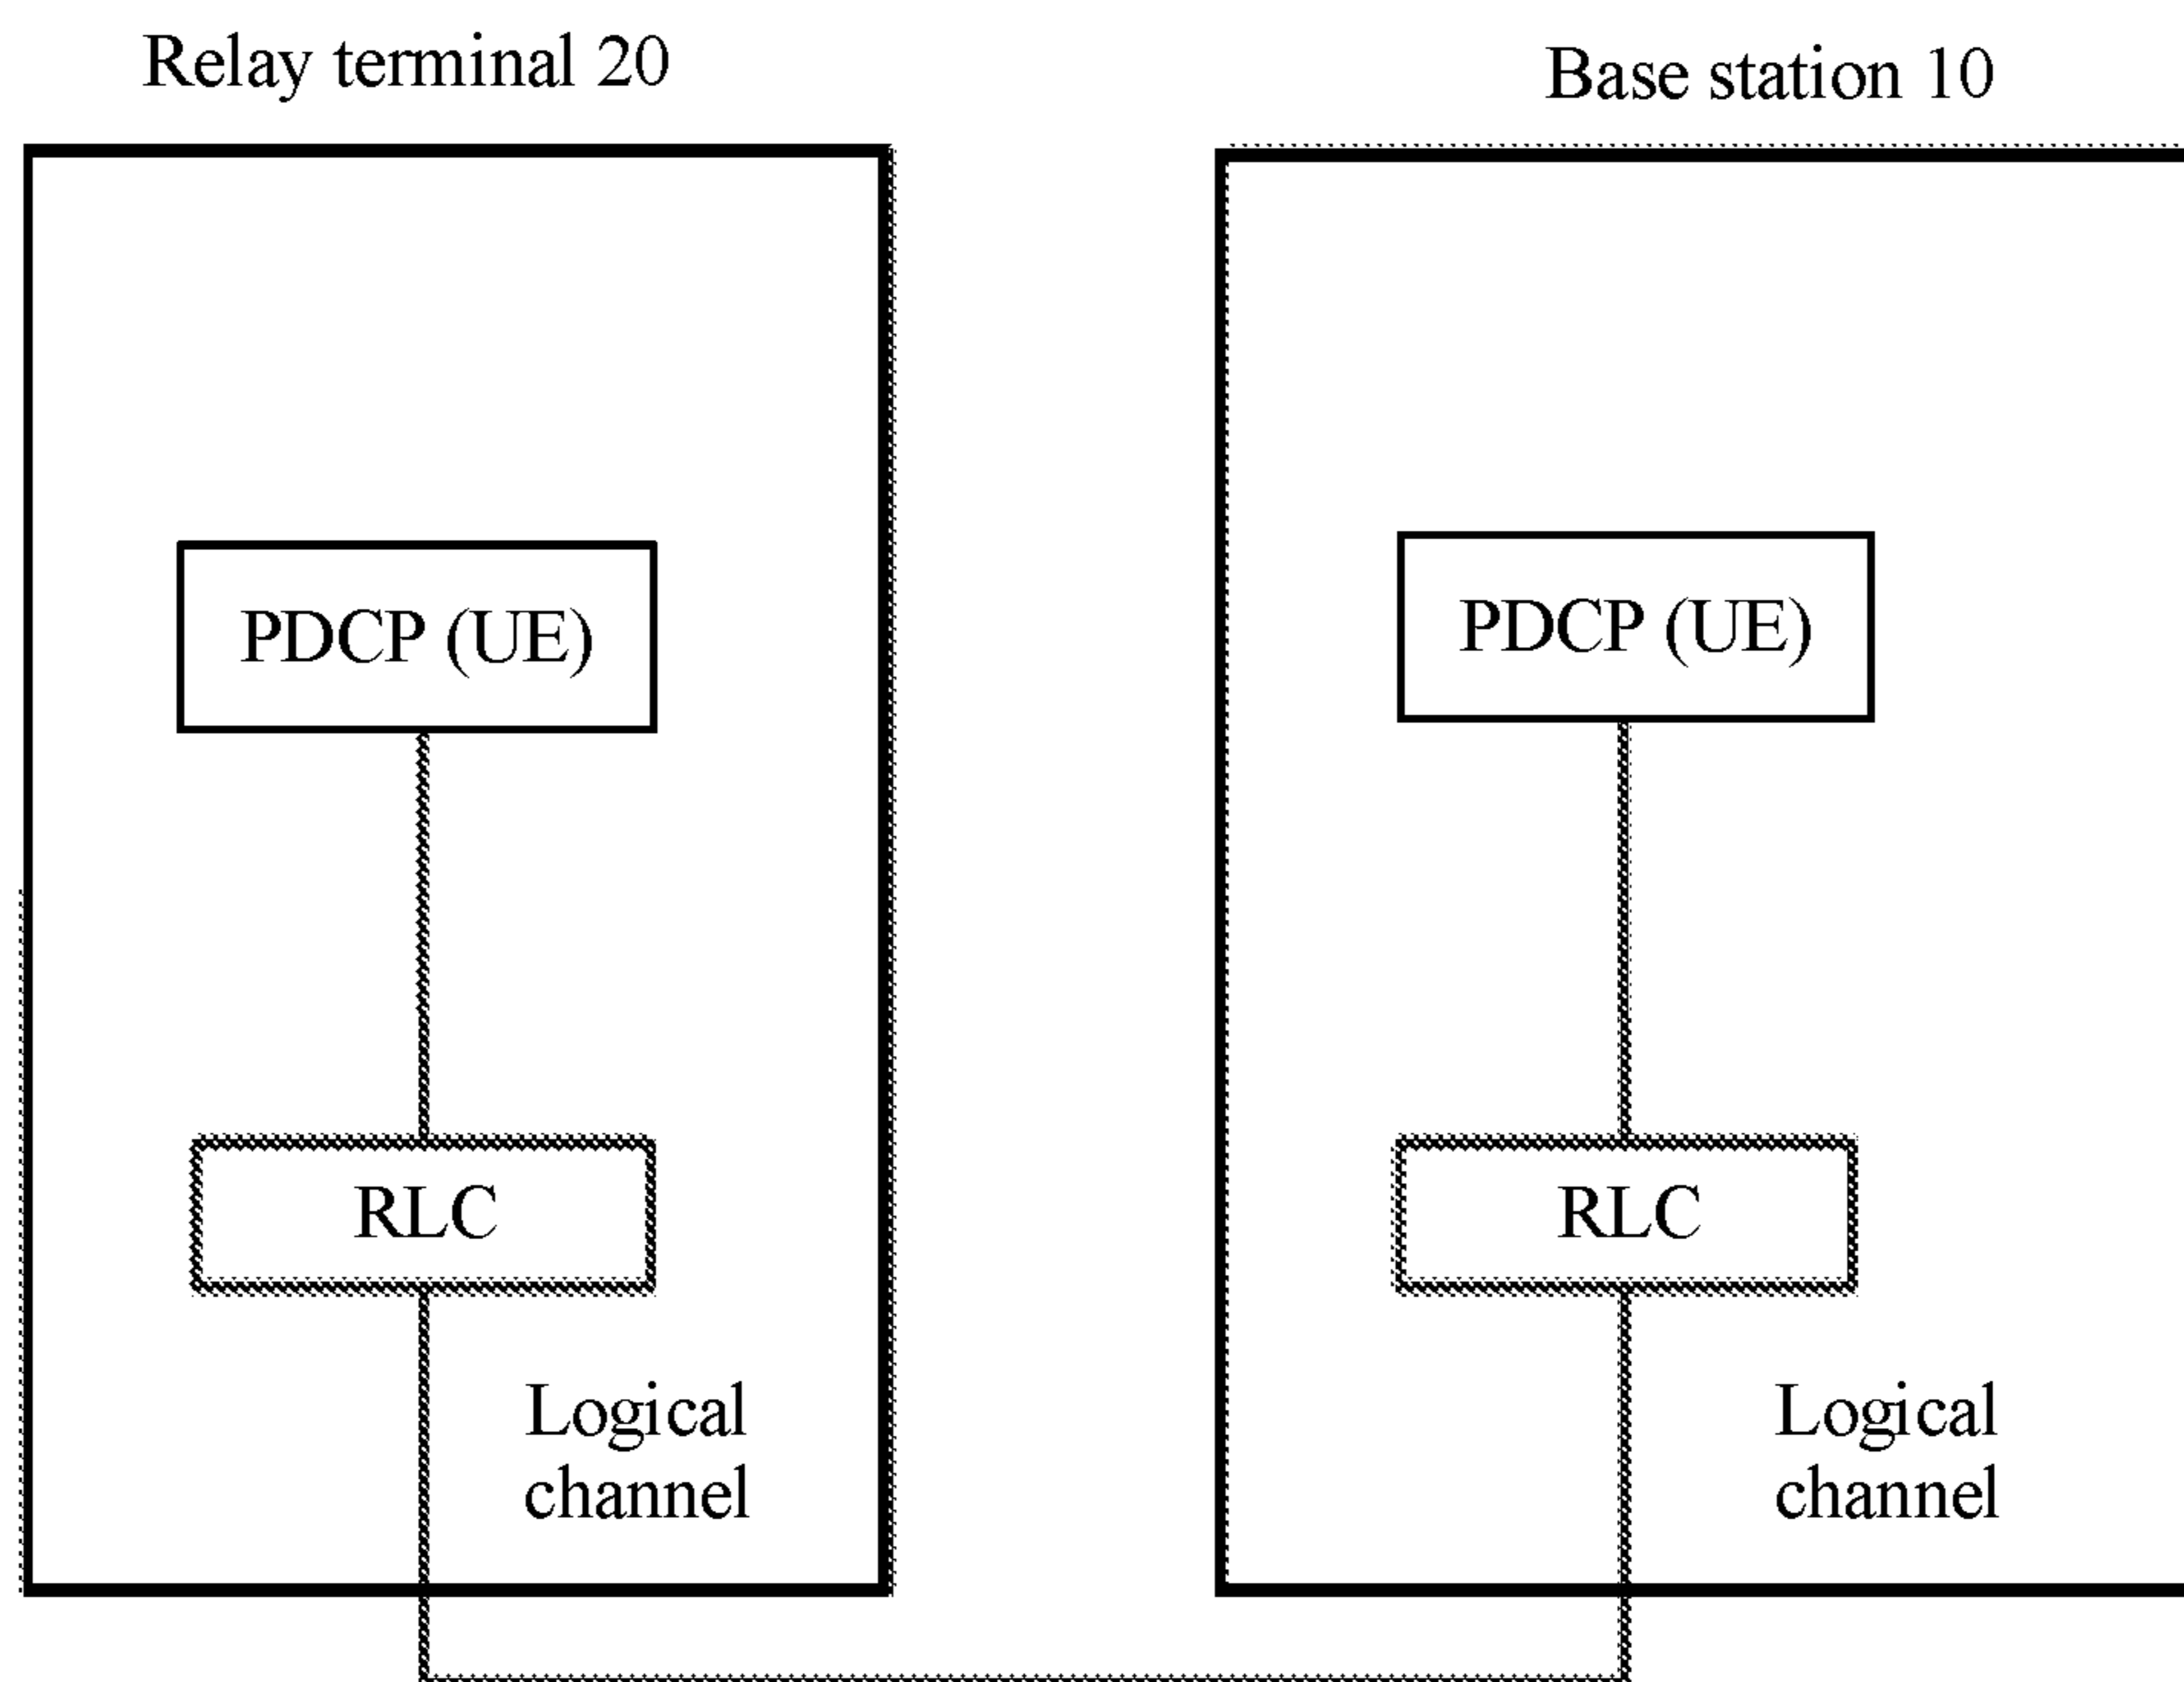 Relay terminal 20
Base station 10
PDCP (UE)
PDCP (UE)
RLC
RLC
Logical
channel
Logical
channel